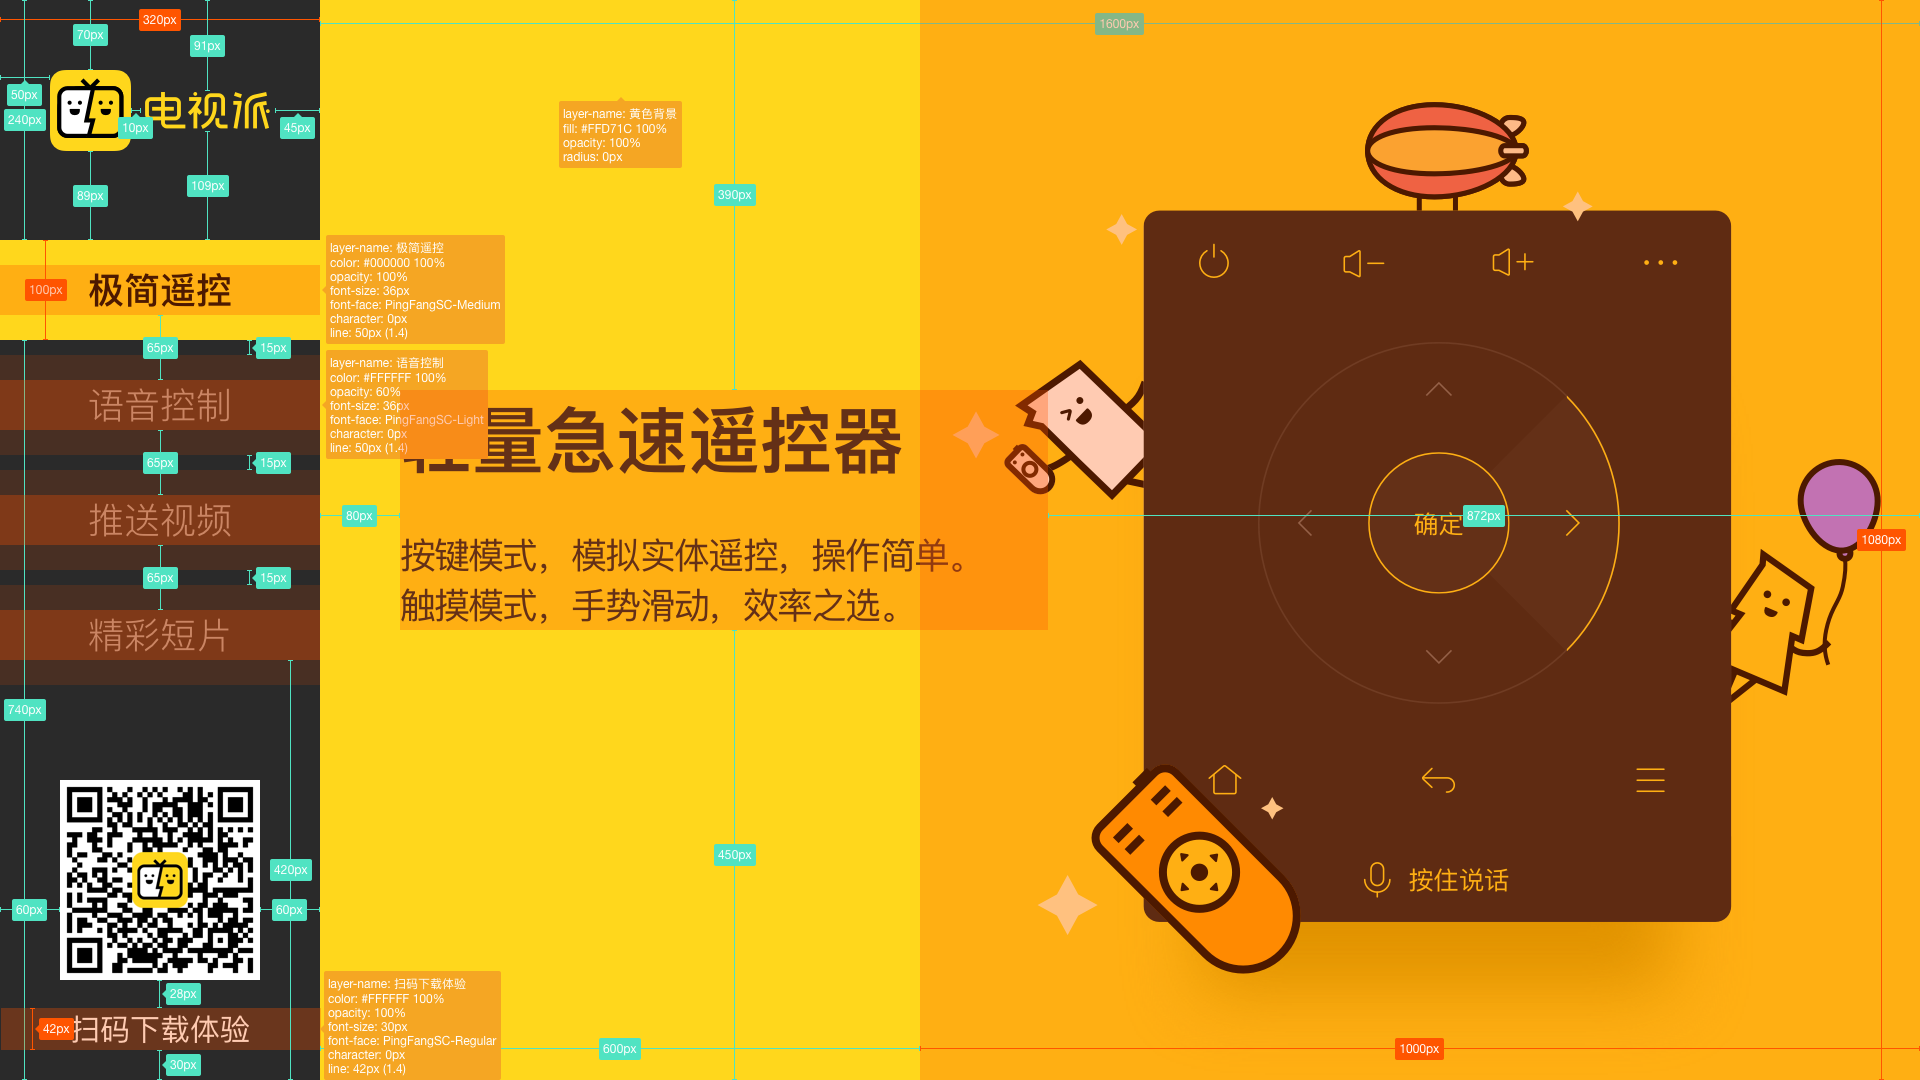 320px
70px
91px
50px
240px
10px
45px
电视派
89px
109px
100px
极简遥控
65px
15px
语音控制
65px
15px
推送视频
65px
15px
精彩短片
740px
420px
60px
60px
28px
42px
扫码下载体验
30px
1600px
layer-name: 黄色背景
fill: #FFD71C 100%
opacity: 100%
radius: 0px
390px
layer-name: 极简遥控
color: #000000 100%
opacity: 100%
font-size: 36px
font-face: PingFangSC-Medium
character: 0px
line: 50px (1.4)
layer-name: 语音控制
color: #FFFFFF 100%
opacity: 60%
font-size: 36px
font-face: PingFangSC-Light
character: 0px
line: 50px (1.4)
轻量急速遥控器
80px
按键模式，模拟实体遥控，操作简单。
触摸模式，手势滑动，效率之选。
450px
layer-name: 扫码下载体验
color: #FFFFFF 100%
opacity: 100%
font-size: 30px
font-face: PingFangSC-Regular
character: 0px
line: 42px (1.4)
600px
确定
872px
1080px
按住说话
1000px